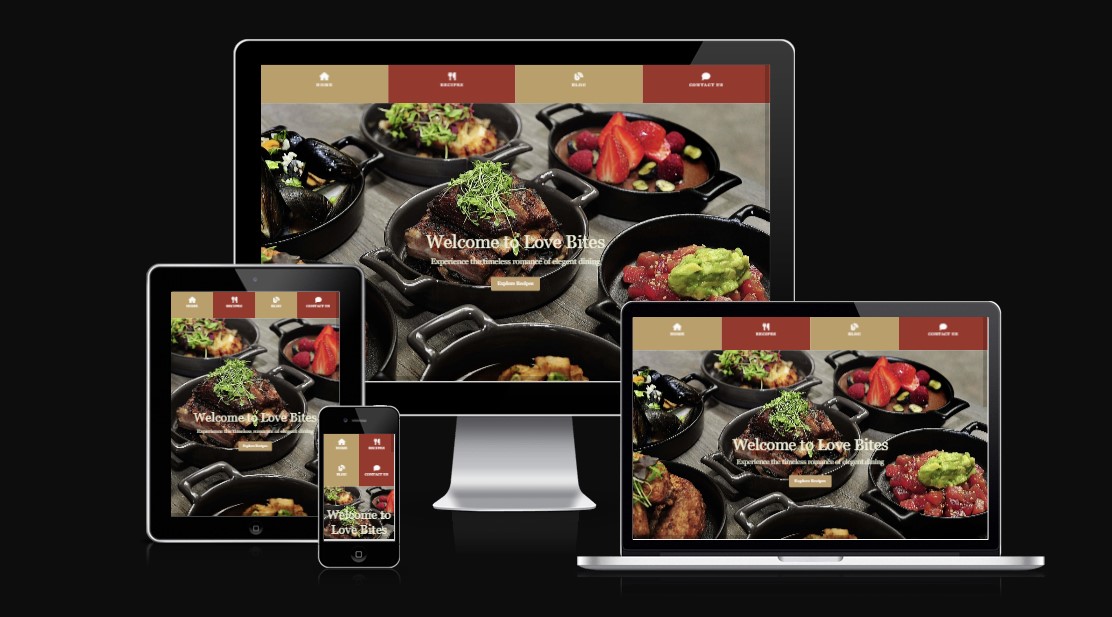 HOME
RECIPES
BLOG
CONTACT US
Welcome to Love Bites
Experience the timeless romance of elegant dining
Explore Recipes
HOME
RECIPES
BLOG
CONTACT US
Welcome to Love Bites
Experience the timeless romance of elegant dining
Explore Recipes
HOME
RECIPES
BLOG
CONTACT US
Welcome to
Love Bites
HOME
RECIPES
BLOG
CONTACT US
Welcome to Love Bites
Experience the timeless romance of elegant dining
Explore Recipes